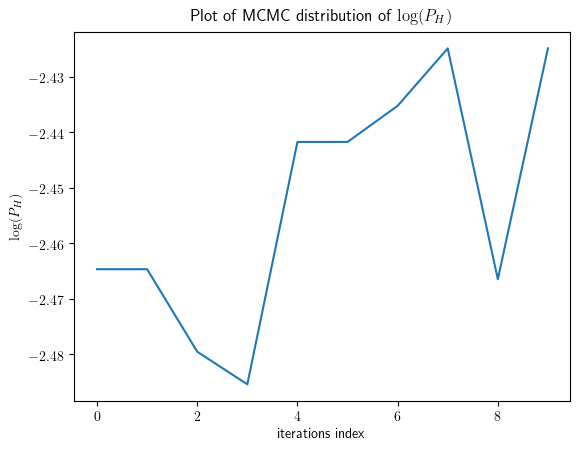 Plot of MCMC distribution of log(P_H)
−2.43
−2.44
−2.45
−2.46
−2.47
−2.48
log(P_H)
0 2 4 6 8
iterations index